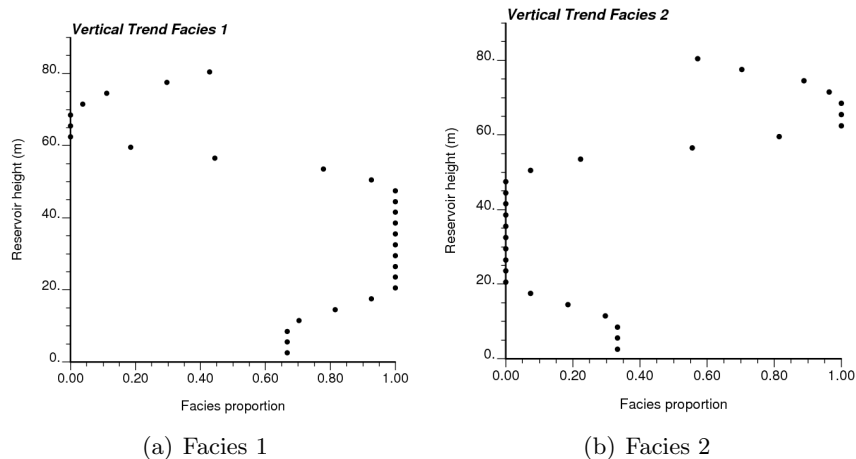 Vertical Trend Facies 1
80.
60.
40.
20.
0.
Reservoir height (m)
0.00 0.20 0.40 0.60 0.80 1.00
Facies proportion
(a) Facies 1
Vertical Trend Facies 2
80.
60.
40.
20.
0.
Reservoir height (m)
0.00 0.20 0.40 0.60 0.80 1.00
Facies proportion
(b) Facies 2